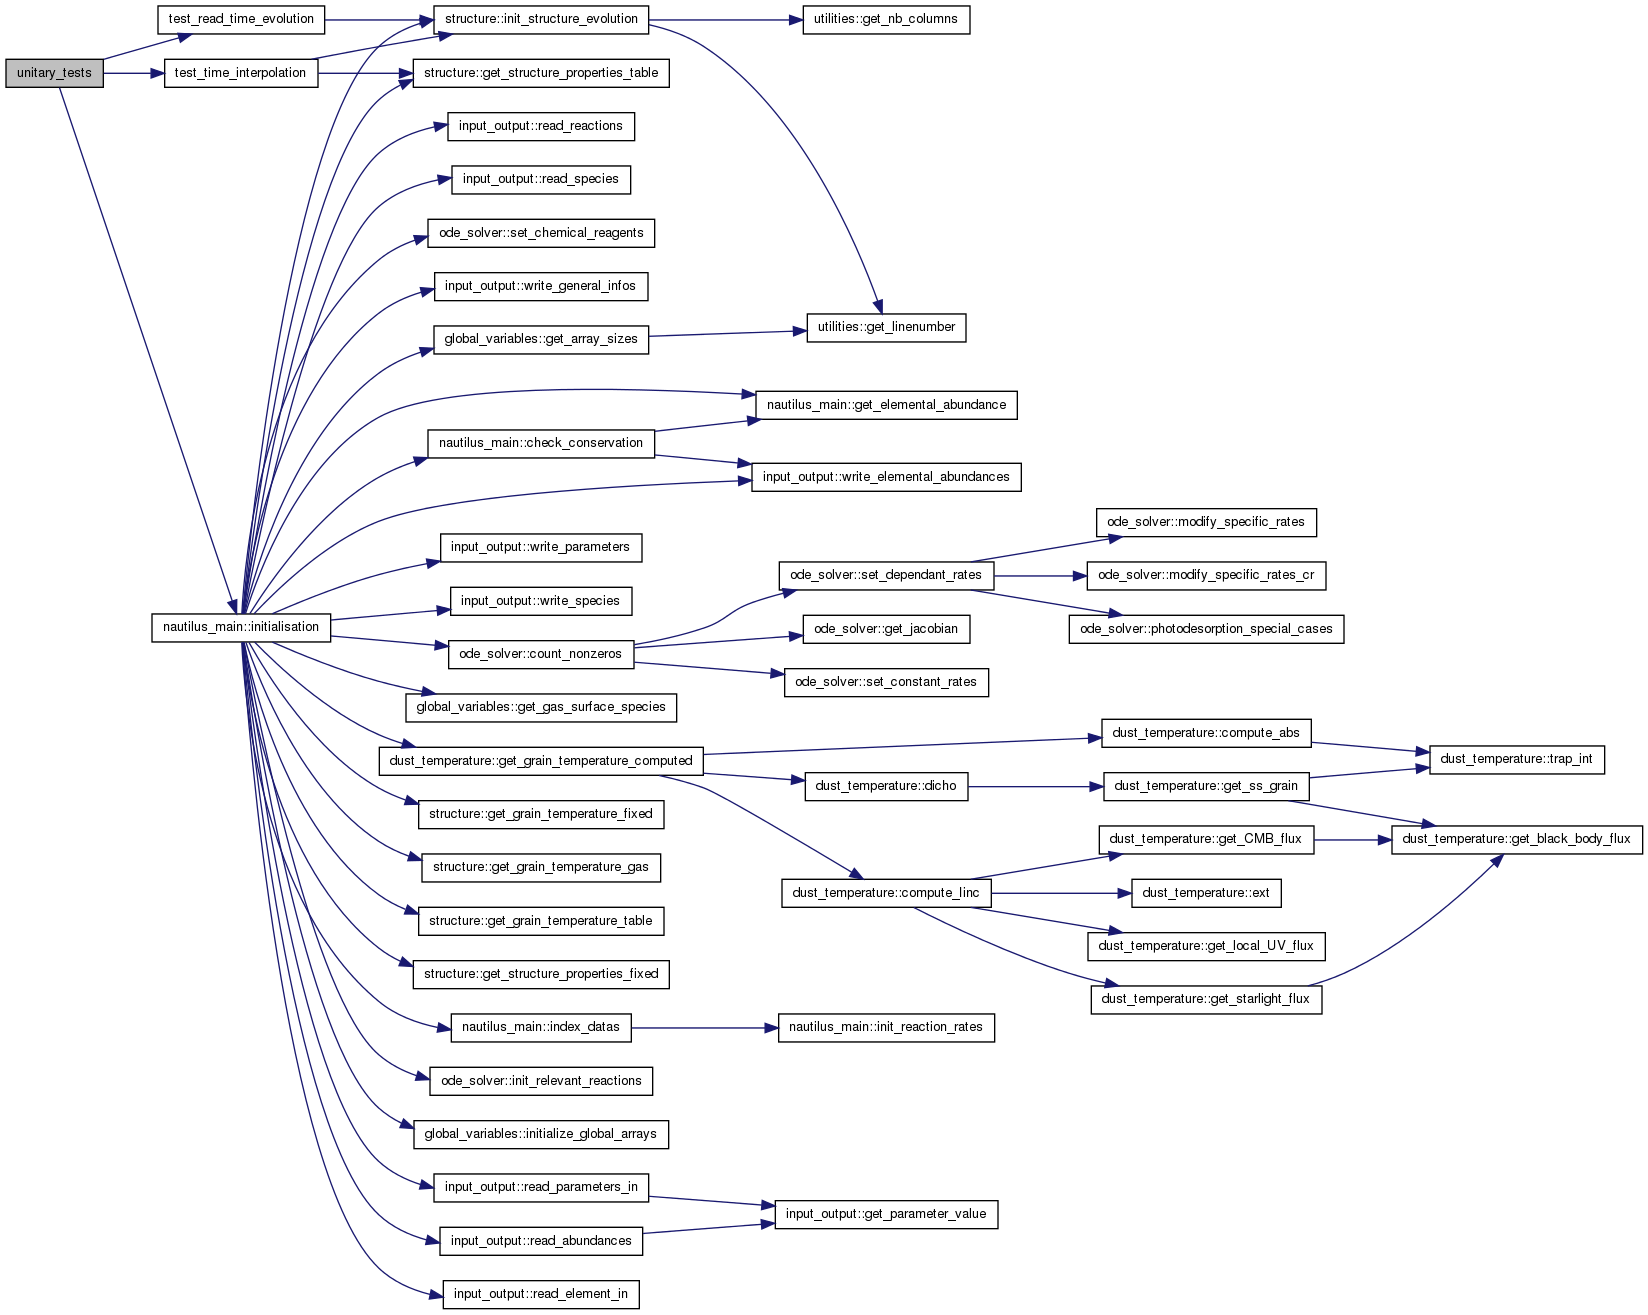 unitary_tests
test_read_time_evolution
test_time_interpolation
nautilus_main::initialisation
structure::init_structure_evolution
structure::get_structure_properties_table
input_output::read_reactions
input_output::read_species
ode_solver::set_chemical_reagents
input_output::write_general_infos
global_variables::get_array_sizes
nautilus_main::check_conservation
input_output::write_parameters
input_output::write_species
ode_solver::count_nonzeros
global_variables::get_gas_surface_species
dust_temperature::get_grain_temperature_computed
structure::get_grain_temperature_fixed
structure::get_grain_temperature_gas
structure::get_grain_temperature_table
structure::get_structure_properties_fixed
nautilus_main::index_datas
ode_solver::init_relevant_reactions
global_variables::initialize_global_arrays
input_output::read_parameters_in
input_output::read_abundances
input_output::read_element_in
utilities::get_nb_columns
utilities::get_linenumber
nautilus_main::get_elemental_abundance
input_output::write_elemental_abundances
ode_solver::set_dependant_rates
ode_solver::get_jacobian
ode_solver::set_constant_rates
dust_temperature::dicho
dust_temperature::compute_linc
nautilus_main::init_reaction_rates
input_output::get_parameter_value
ode_solver::modify_specific_rates
ode_solver::modify_specific_rates_cr
ode_solver::photodesorption_special_cases
dust_temperature::compute_abs
dust_temperature::get_ss_grain
dust_temperature::get_CMB_flux
dust_temperature::ext
dust_temperature::get_local_UV_flux
dust_temperature::get_starlight_flux
dust_temperature::trap_int
dust_temperature::get_black_body_flux